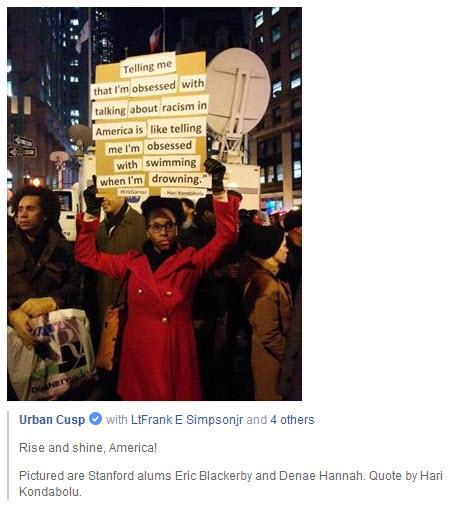 Telling me
that I'm obsessed with
talking about racism in
America is like telling
me I'm obsessed
with swimming
when I'm drowning."
#EricGarner - Hari Kondabolu
DUANE reade
Urban Cusp with LtFrank E Simpsonjr and 4 others
Rise and shine, America!
Pictured are Stanford alums Eric Blackerby and Denae Hannah. Quote by Hari
Kondabolu.